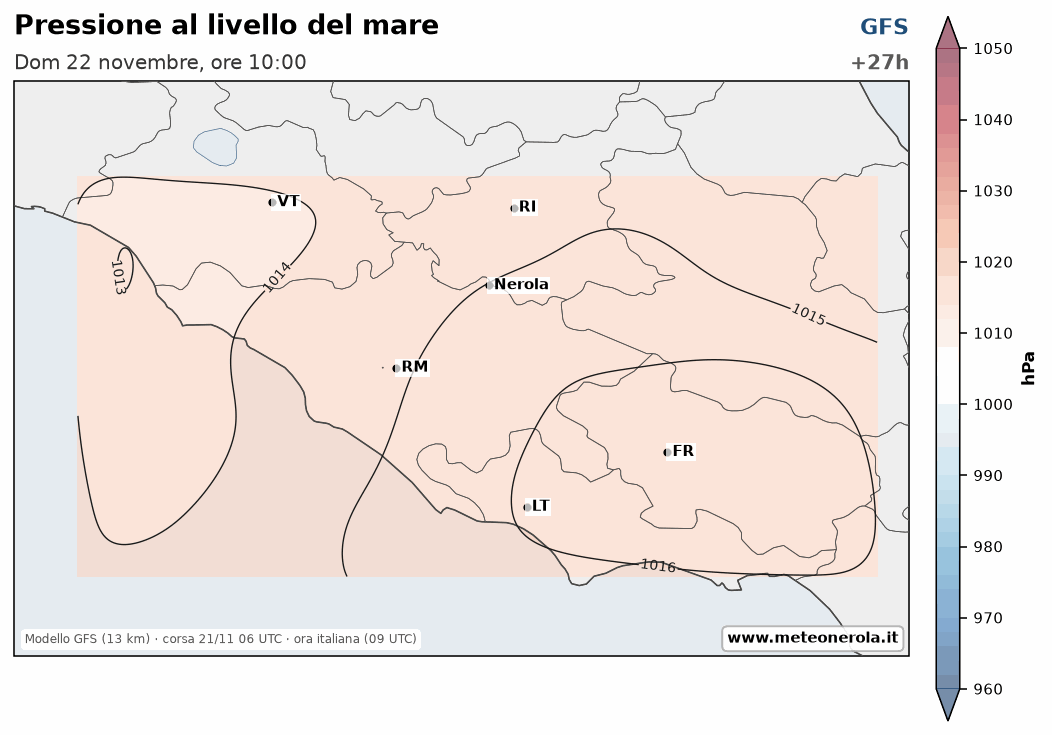 Pressione al livello del mare
GFS
Dom 22 novembre, ore 10:00
+27h
VT
RI
1013
1014
Nerola
1015
RM
FR
LT
1016
Modello GFS (13 km) · corsa 21/11 06 UTC · ora italiana (09 UTC)
www.meteonerola.it
1050
1040
1030
1020
1010
1000
990
980
970
960
hPa